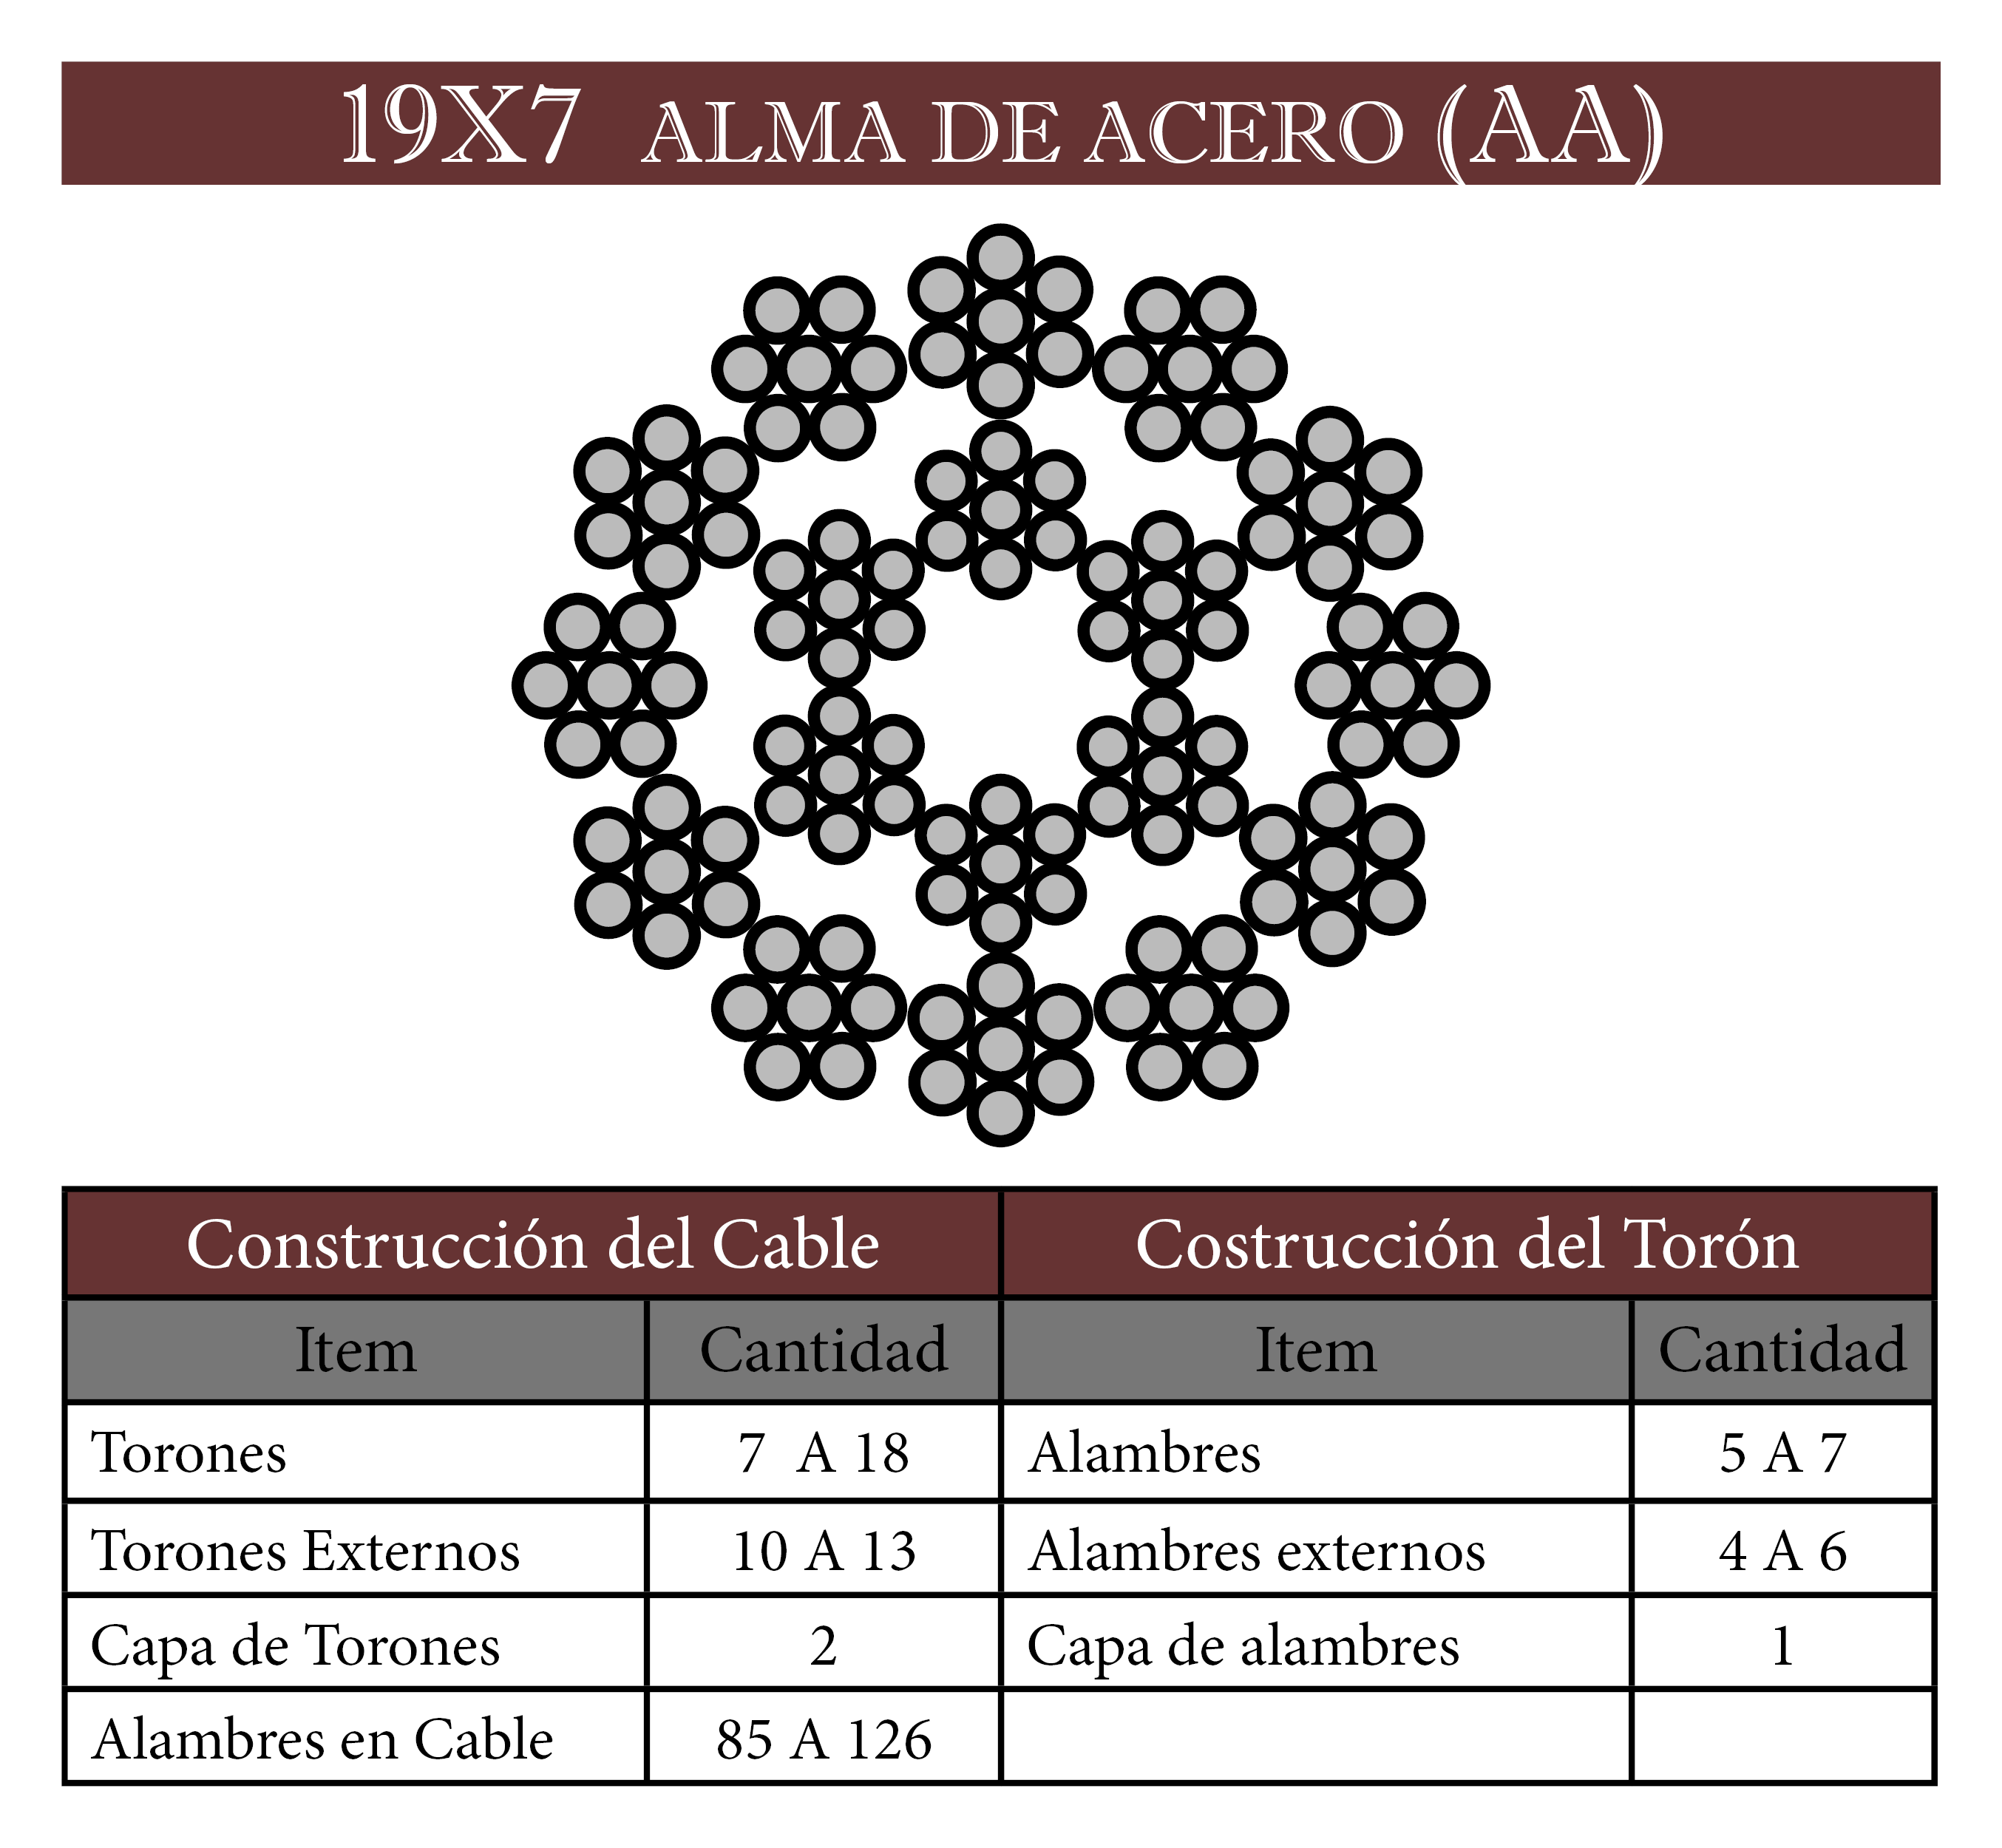 19X7 ALMA DE ACERO (AA)
Construcción del Cable Costrucción del Torón
Item Cantidad Item Cantidad
Torones 7 A 18 Alambres 5 A 7
Torones Externos 10 A 13 Alambres externos 4 A 6
Capa de Torones 2 Capa de alambres 1
Alambres en Cable 85 A 126